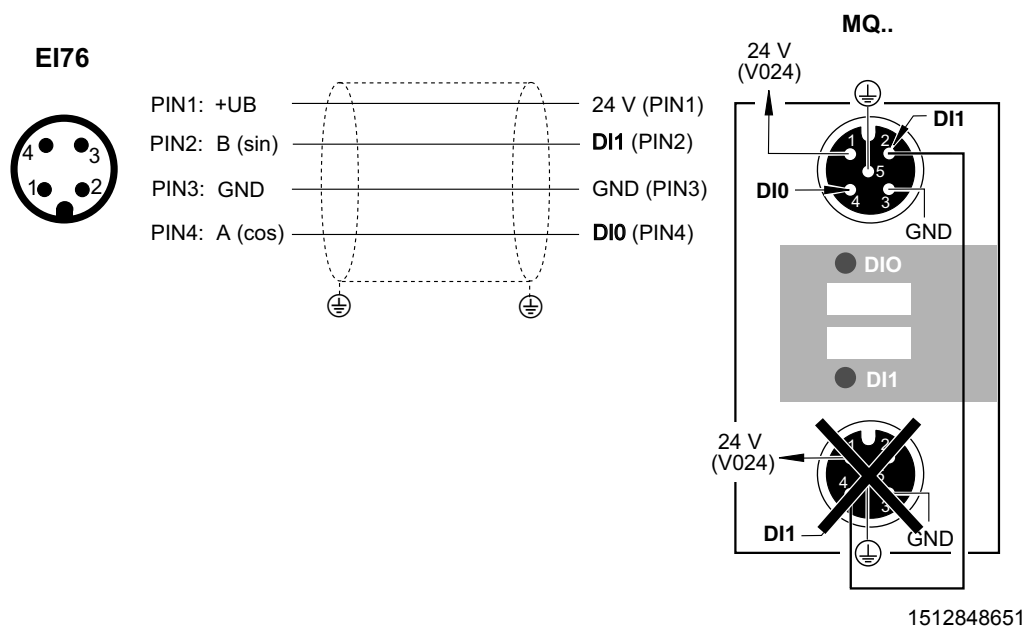 MQ..
EI76
24 V
(V024)
PIN1: +UB
24 V (PIN1)
PIN2: B (sin)
DI1 (PIN2)
PIN3: GND
GND (PIN3)
PIN4: A (cos)
DI0 (PIN4)
4
3
1
2
1
2
5
4
3
DI1
DI0
GND
DIO
DI1
24 V
(V024)
1
2
5
4
3
DI1
GND
1512848651